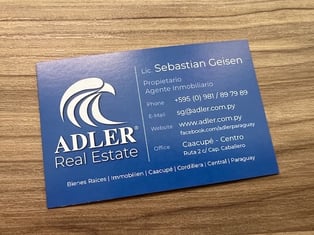 ADLER®
Real Estate
Lic. Sebastian Geisen
Propietario
Agente Inmobiliario
Phone +595 (0) 981 / 89 79 89
E-Mail sg@adler.com.py
Website www.adler.com.py
facebook.com/adlerparaguay
Office Caacupé - Centro
Ruta 2 c/ Cap. Caballero
Bienes Raíces | Immobilien | Caacupé | Cordillera | Central | Paraguay